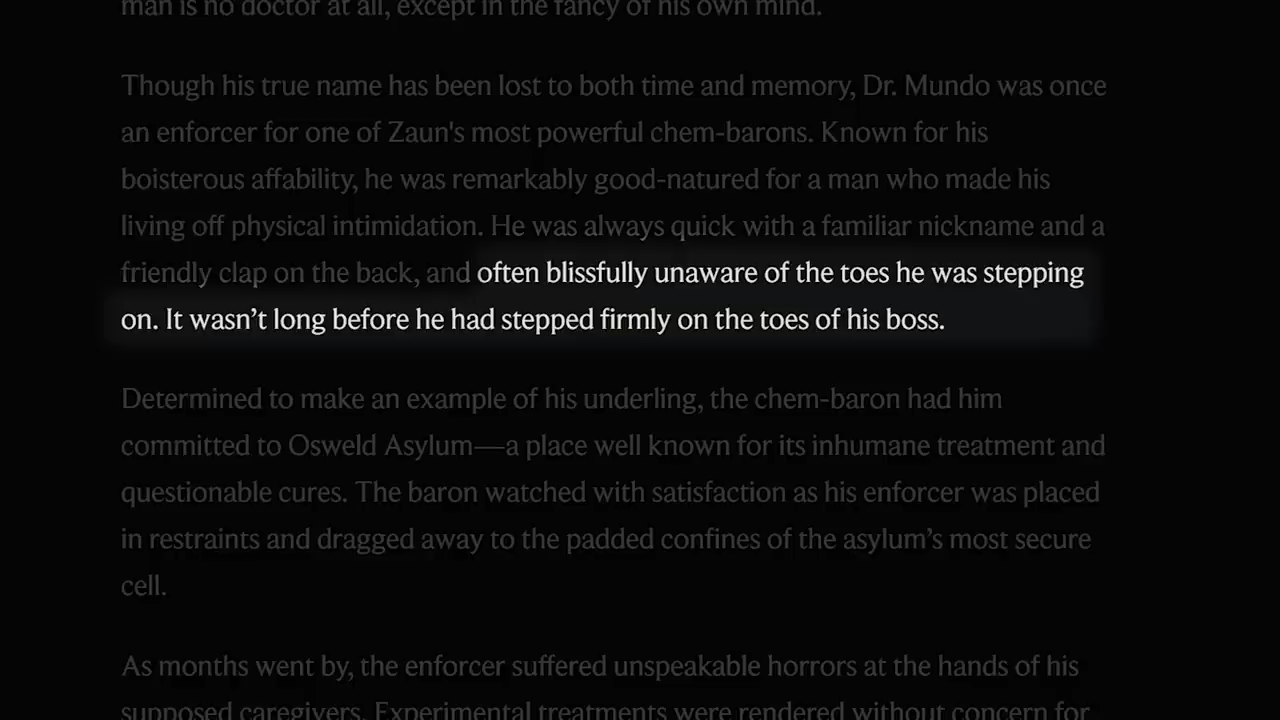 man is no doctor at all, except in the fancy of his own mind.
Though his true name has been lost to both time and memory, Dr. Mundo was once
an enforcer for one of Zaun's most powerful chem-barons. Known for his
boisterous affability, he was remarkably good-natured for a man who made his
living off physical intimidation. He was always quick with a familiar nickname and a
friendly clap on the back, and often blissfully unaware of the toes he was stepping
on. It wasn’t long before he had stepped firmly on the toes of his boss.
Determined to make an example of his underling, the chem-baron had him
committed to Osweld Asylum—a place well known for its inhumane treatment and
questionable cures. The baron watched with satisfaction as his enforcer was placed
in restraints and dragged away to the padded confines of the asylum’s most secure
cell.
As months went by, the enforcer suffered unspeakable horrors at the hands of his
supposed caregivers. Experimental treatments were rendered without concern for